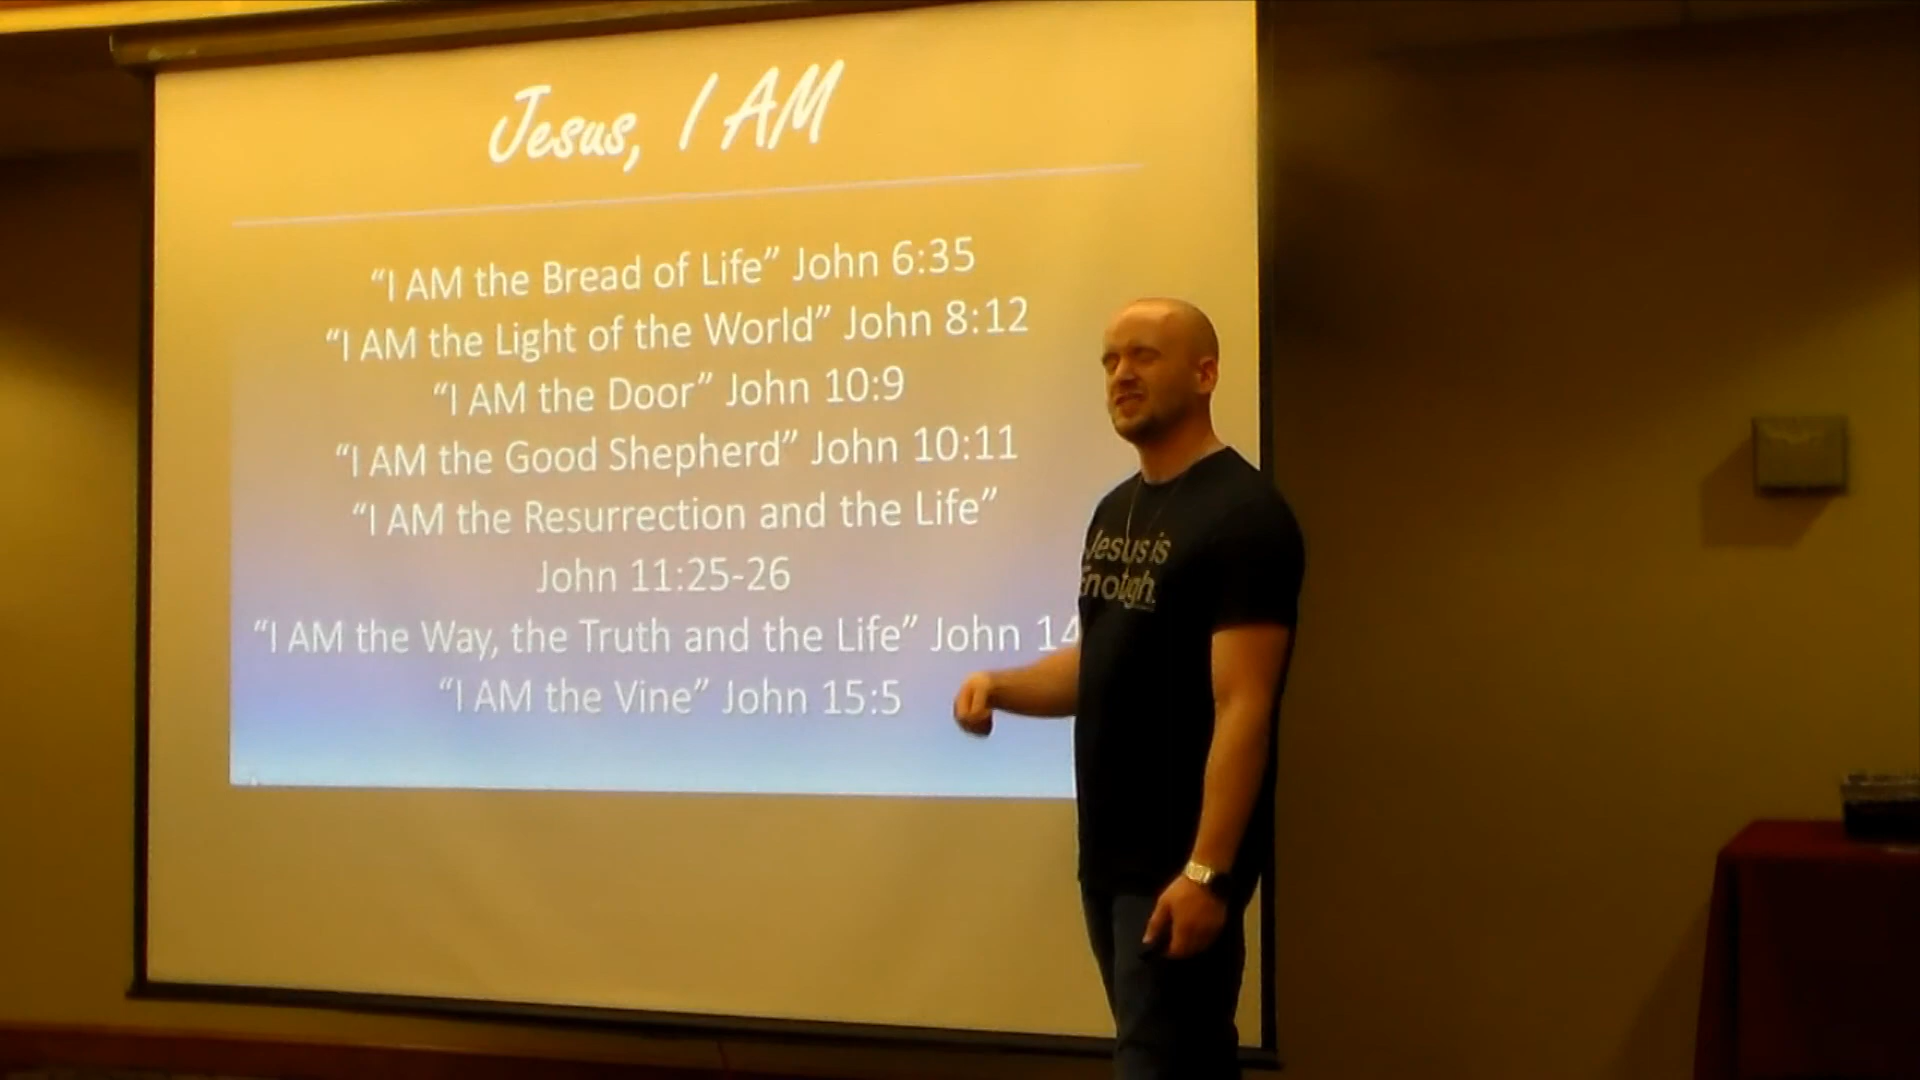 Jesus, I AM
“I AM the Bread of Life” John 6:35
“I AM the Light of the World” John 8:12
“I AM the Door” John 10:9
“I AM the Good Shepherd” John 10:11
“I AM the Resurrection and the Life”
John 11:25-26
“I AM the Way, the Truth and the Life” John 14
“I AM the Vine” John 15:5
Jesus is
Enough.